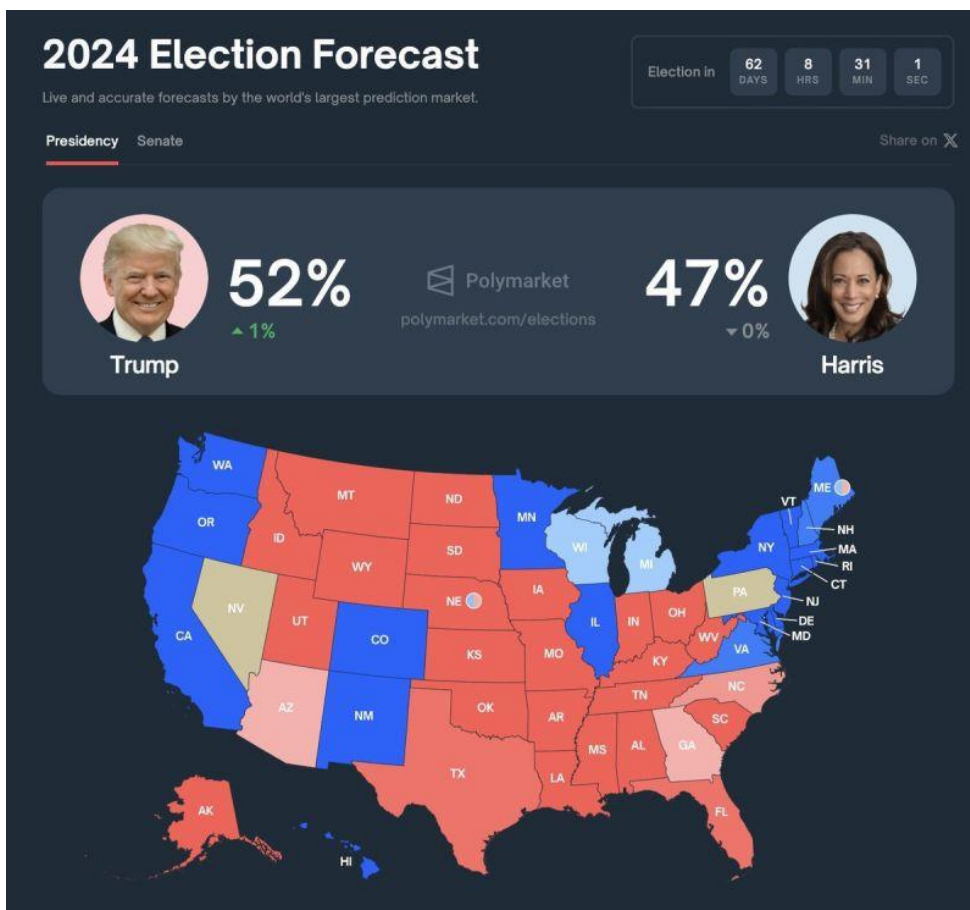 2024 Election Forecast
Live and accurate forecasts by the world's largest prediction market.
Election in
62 8 31 1
DAYS HRS MIN SEC
Presidency Senate
Share on X
52%
1%
Trump
Polymarket
polymarket.com/elections
47%
0%
Harris
WA
OR
CA
NV
ID
MT
WY
UT
AZ
CO
NM
ND
SD
NE
KS
OK
TX
MN
IA
MO
AR
LA
WI
IL
MI
IN
OH
KY
TN
MS
AL
GA
FL
SC
NC
VA
WV
PA
NY
VT
ME
NH
MA
RI
CT
NJ
DE
MD
AK
HI